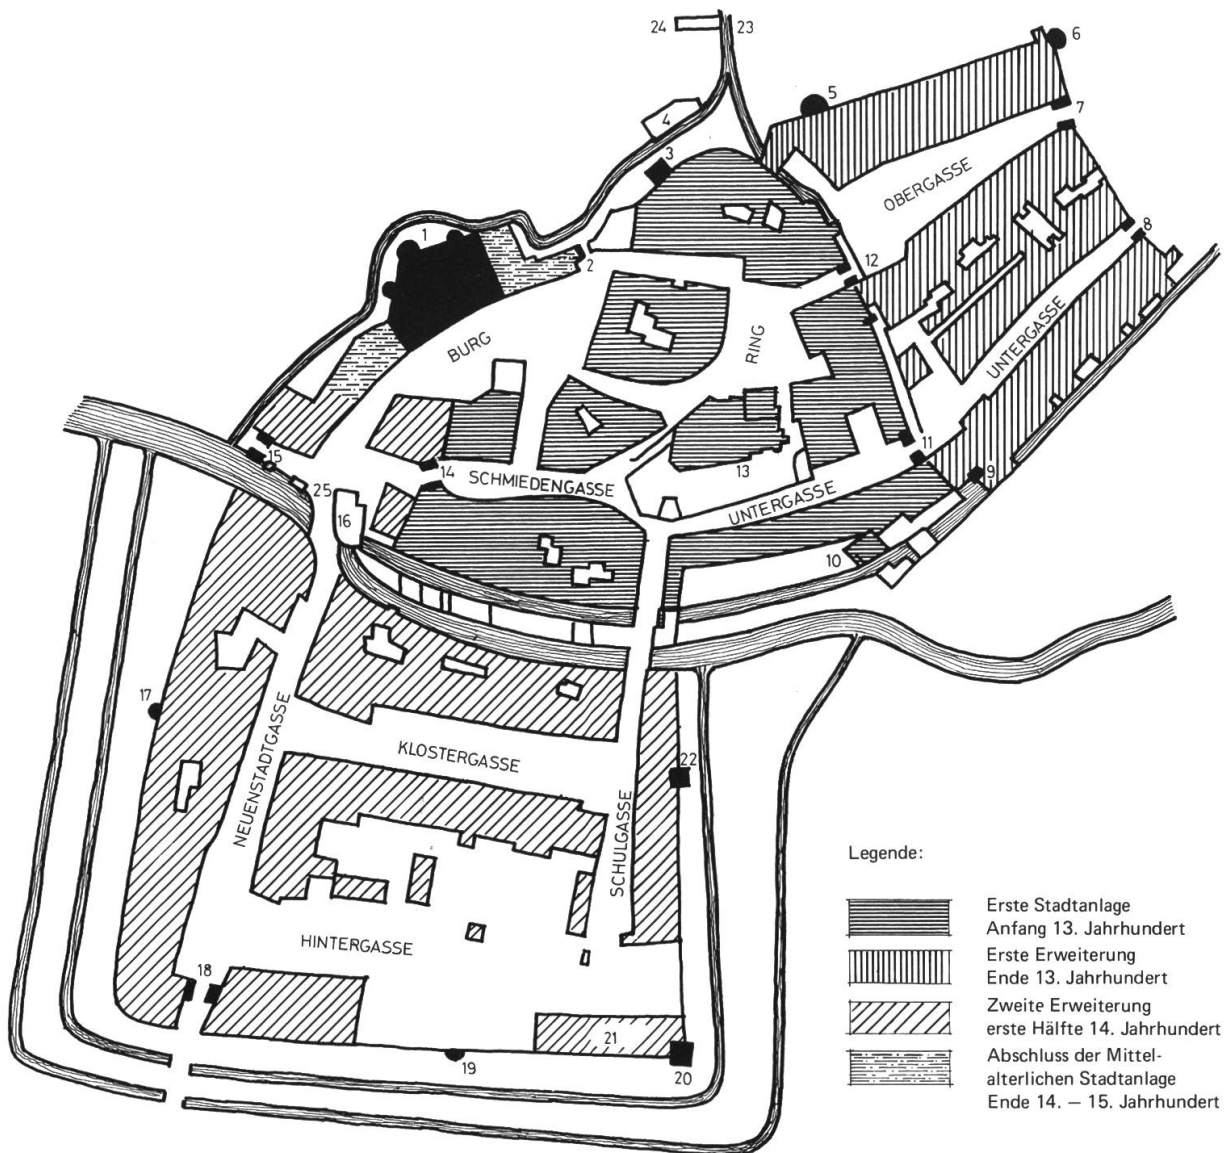 24
23
6
5
7
4
3
OBERGASSE
8
1
2
12
BURG
RING
UNTERGASSE
15
14
11
13
9
SCHMIEDENGASSE
25
UNTERGASSE
16
10
17
NEUENSTADTGASSE
KLOSTERGASSE
22
SCHULGASSE
HINTERGASSE
18
21
19
20
Legende:
Erste Stadtanlage
Anfang 13. Jahrhundert
Erste Erweiterung
Ende 13. Jahrhundert
Zweite Erweiterung
erste Hälfte 14. Jahrhundert
Abschluss der Mittel-
alterlichen Stadtanlage
Ende 14. – 15. Jahrhundert